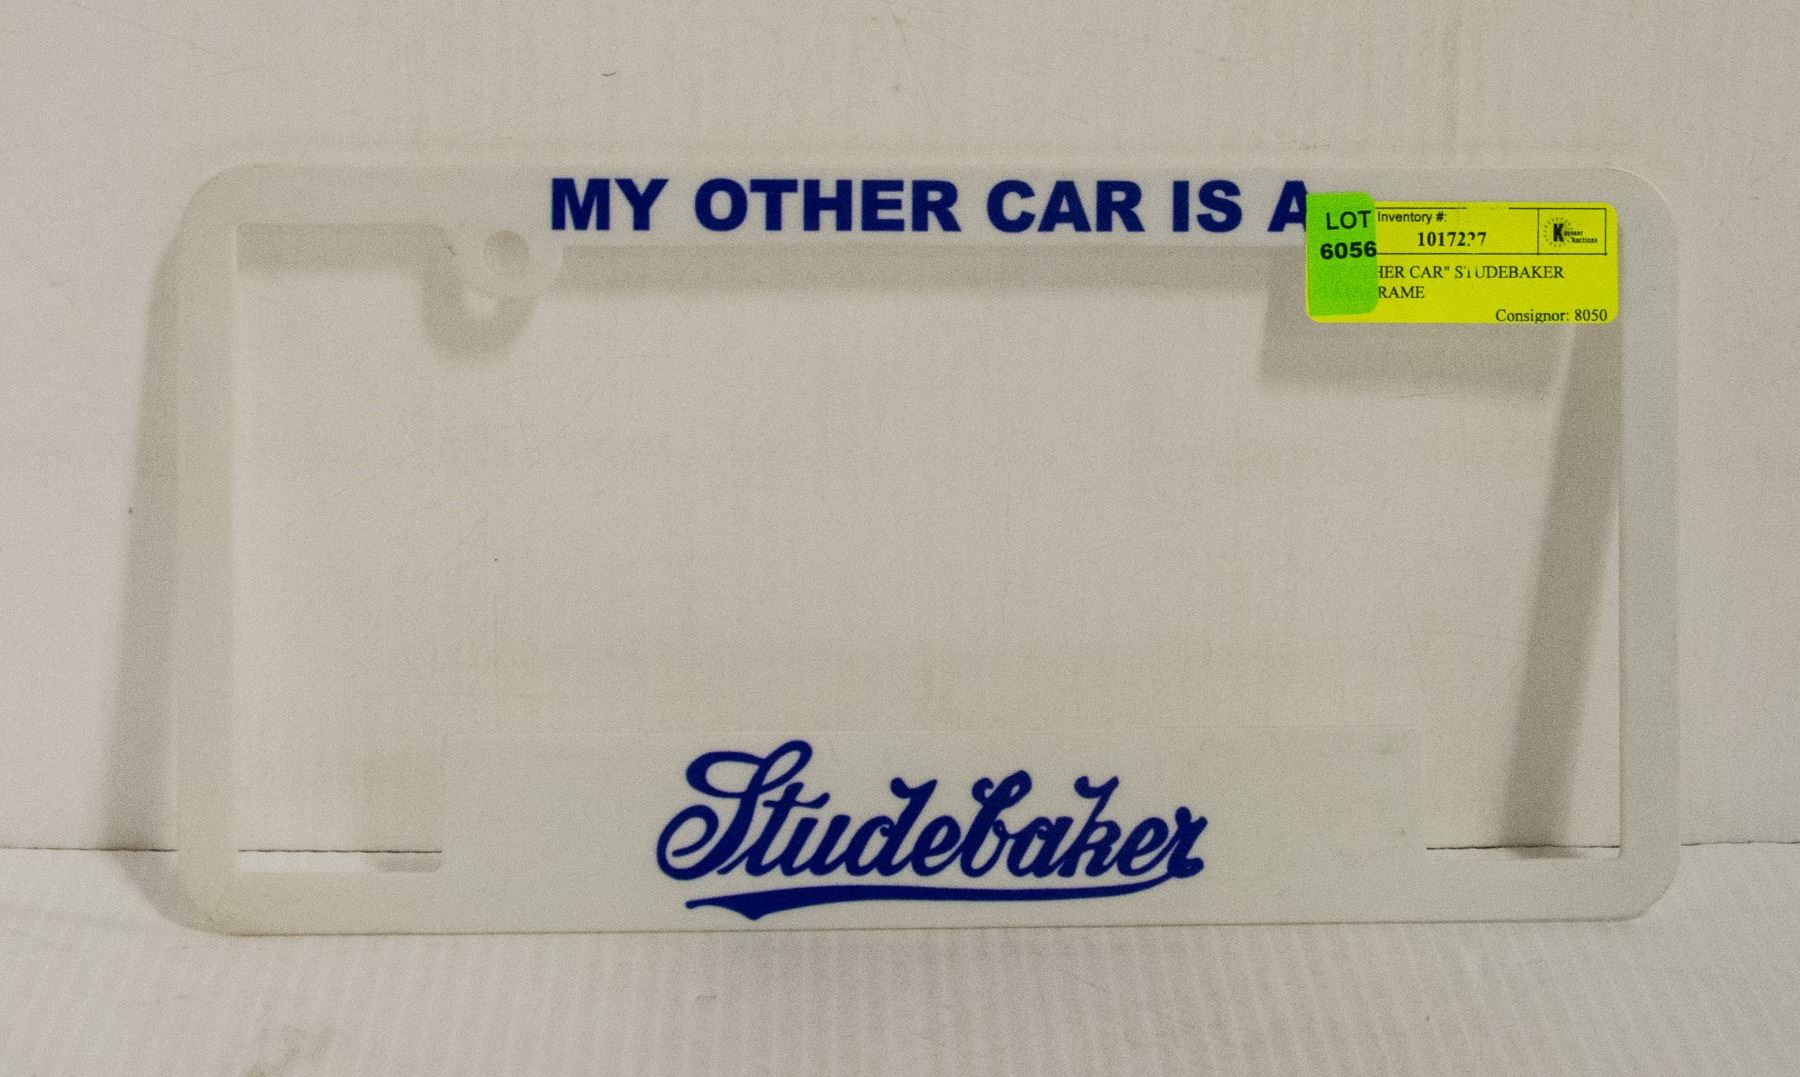 MY OTHER CAR IS A
LOT
6056
Inventory #:
HER CAR" STUDEBAKER
RAME
Consignor: 8050
Studebaker